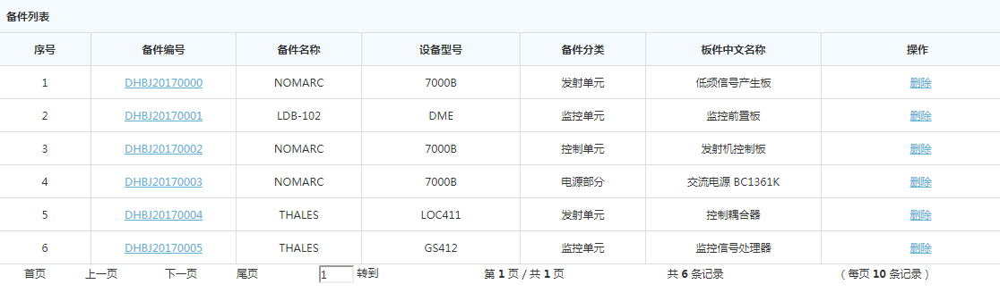 备件列表
序号 备件编号 备件名称 设备型号 备件分类 板件中文名称 操作
1 DHBJ20170000 NOMARC 7000B 发射单元 低频信号产生板 删除
2 DHBJ20170001 LDB-102 DME 监控单元 监控前置板 删除
3 DHBJ20170002 NOMARC 7000B 控制单元 发射机控制板 删除
4 DHBJ20170003 NOMARC 7000B 电源部分 交流电源 BC1361K 删除
5 DHBJ20170004 THALES LOC411 发射单元 控制耦合器 删除
6 DHBJ20170005 THALES GS412 监控单元 监控信号处理器 删除
首页 上一页 下一页 尾页 1 转到 第 1 页 / 共 1 页 共 6 条记录 （ 每页 10 条记录 ）